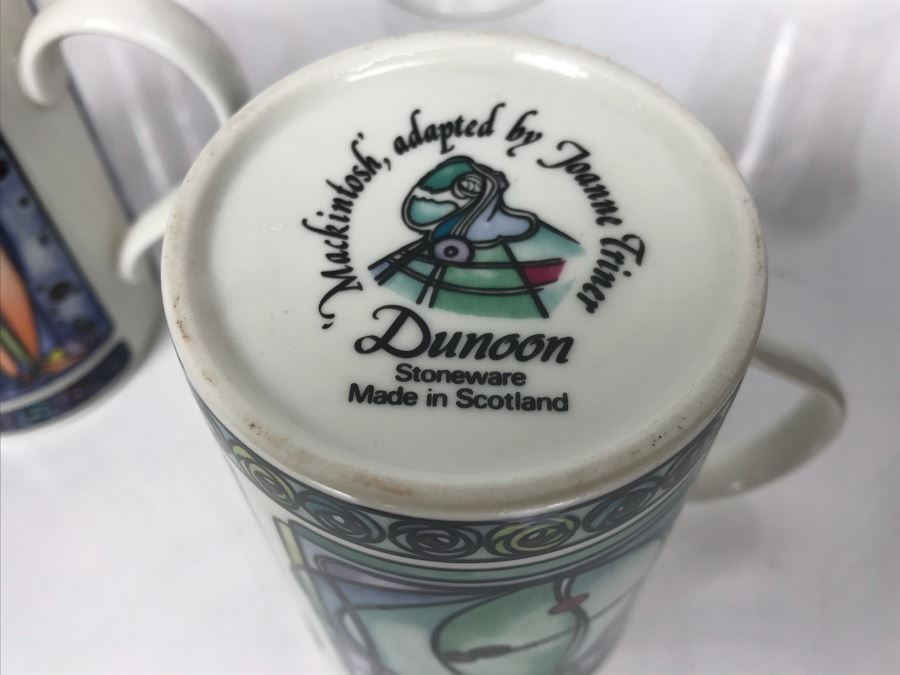 'Mackintosh', adapted by Joanne Triner
Dunoon
Stoneware
Made in Scotland